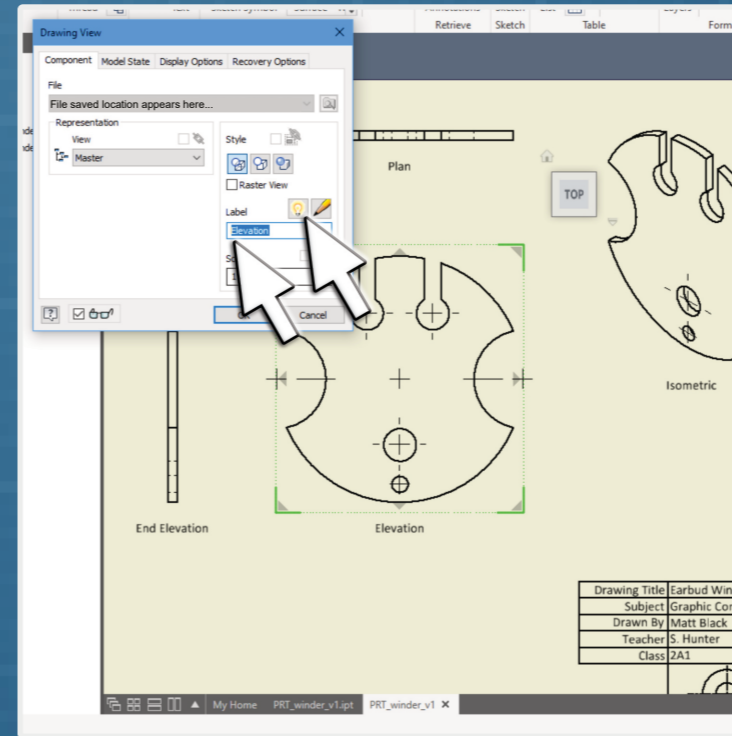 Retrieve Sketch Table
Drawing View
Component Model State Display Options Recovery Options
File
File saved location appears here...
Representation
View
Style
Master
Raster View
Label
Elevation
Cancel
Plan
TOP
Isometric
End Elevation
Elevation
Drawing Title Earbud
Subject Graphic
Drawn By Matt Black
Teacher S. Hunter
Class 2A1
My Home PRT_winder_v1.ipt PRT_winder_v1